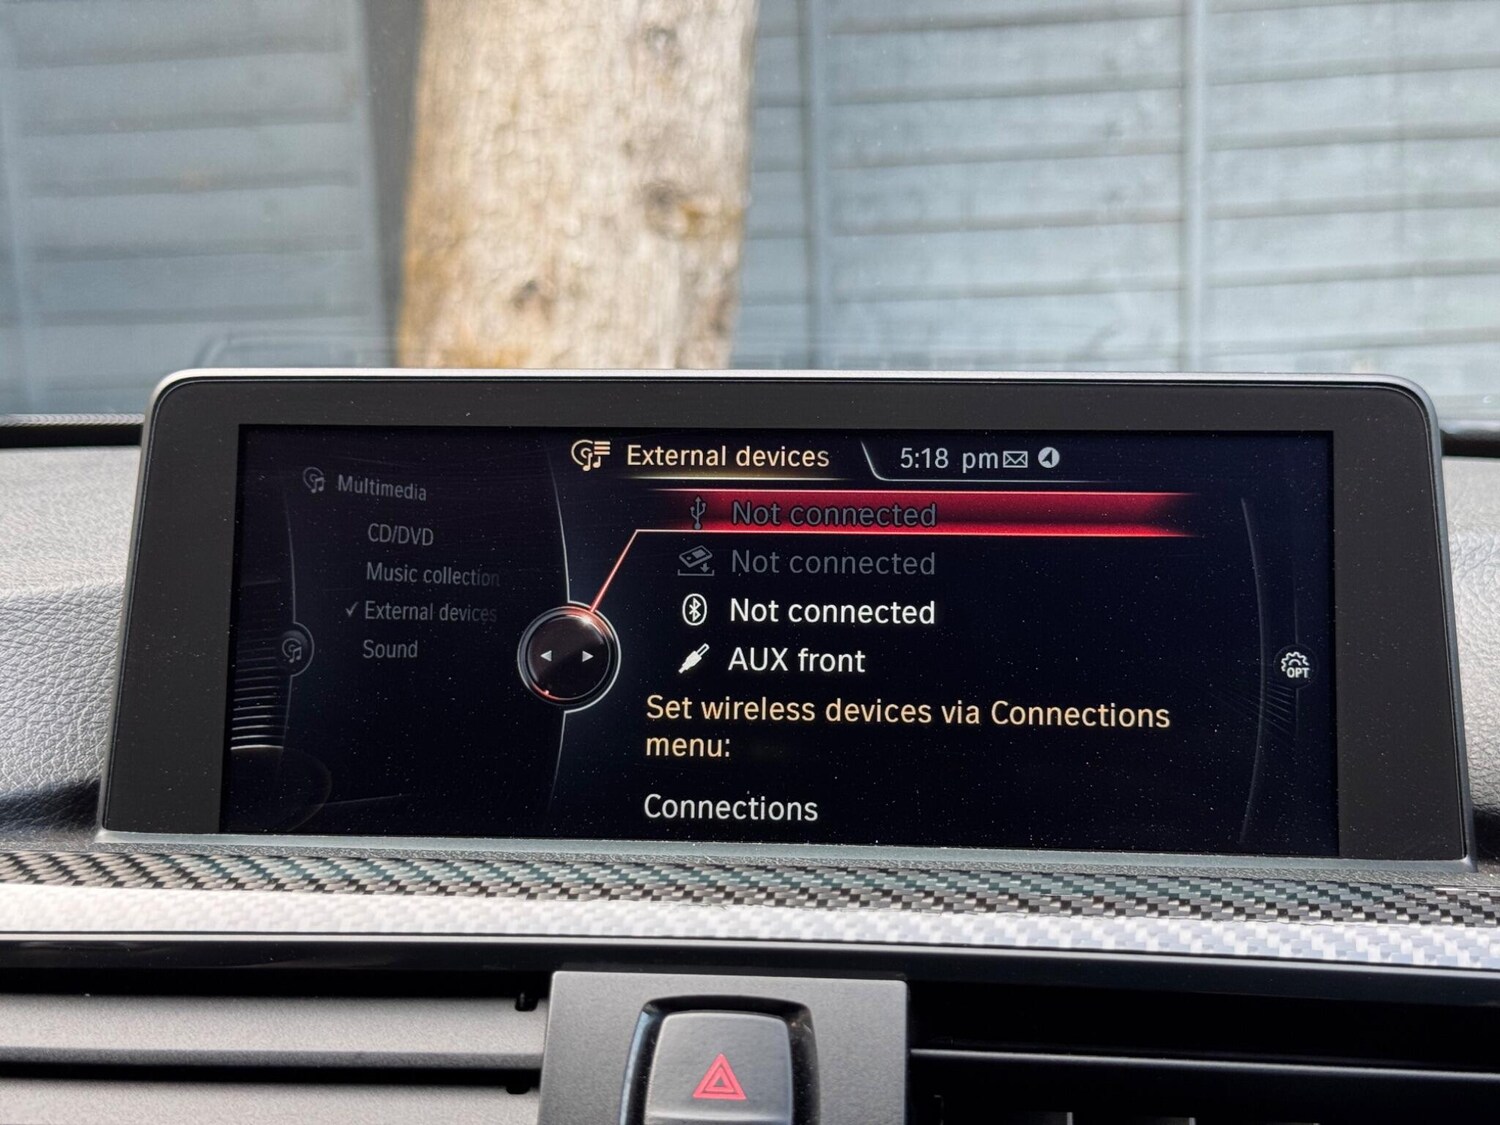 External devices
5:18 pm
Multimedia
CD/DVD
Music collection
✓ External devices
Sound
Not connected
Not connected
Not connected
AUX front
Set wireless devices via Connections
menu:
Connections
OPT